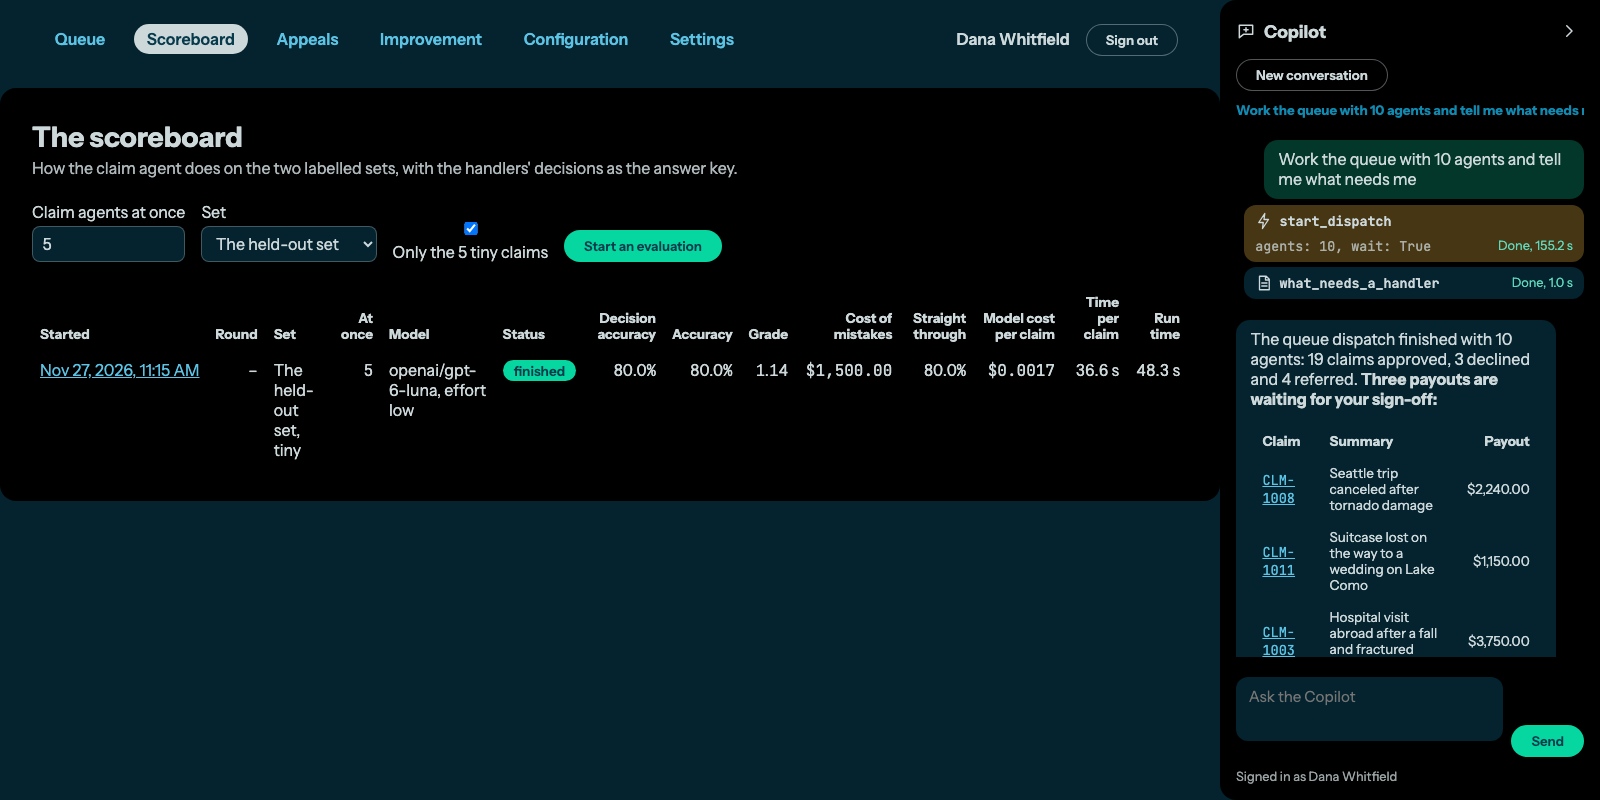 Queue
Scoreboard
Appeals
Improvement
Configuration
Settings
Dana Whitfield
Sign out
The scoreboard
How the claim agent does on the two labelled sets, with the handlers' decisions as the answer key.
Claim agents at once
5
Set
The held-out set
Only the 5 tiny claims
Start an evaluation
Started
Round
Set
At
once
Model
Status
Decision
accuracy
Accuracy
Grade
Cost of
mistakes
Straight
through
Model cost
per claim
Time
per
claim
Run
time
Nov 27, 2026, 11:15 AM
–
The
held-
out
set,
tiny
5
openai/gpt-
6-luna, effort
low
finished
80.0%
80.0%
1.14
$1,500.00
80.0%
$0.0017
36.6 s
48.3 s
Copilot
New conversation
Work the queue with 10 agents and tell me what needs
Work the queue with 10 agents and tell
me what needs me
start_dispatch
agents: 10, wait: True
Done, 155.2 s
what_needs_a_handler
Done, 1.0 s
The queue dispatch finished with 10
agents: 19 claims approved, 3 declined
and 4 referred. Three payouts are
waiting for your sign-off:
Claim
Summary
Payout
CLM-
1008
Seattle trip
canceled after
tornado damage
$2,240.00
CLM-
1011
Suitcase lost on
the way to a
wedding on Lake
Como
$1,150.00
CLM-
1003
Hospital visit
abroad after a fall
and fractured
$3,750.00
Ask the Copilot
Send
Signed in as Dana Whitfield